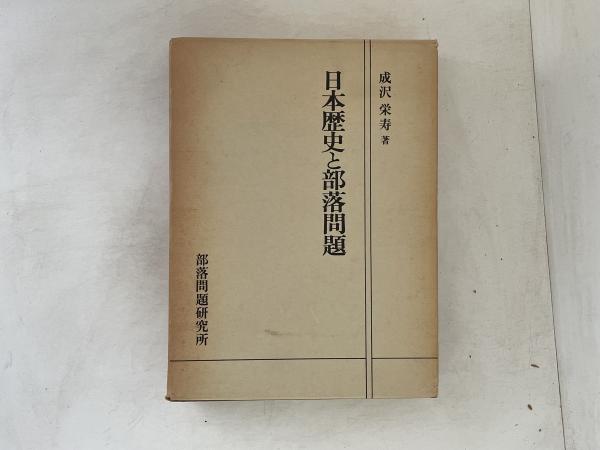 成沢栄寿 著
日本歴史と部落問題
部落問題研究所